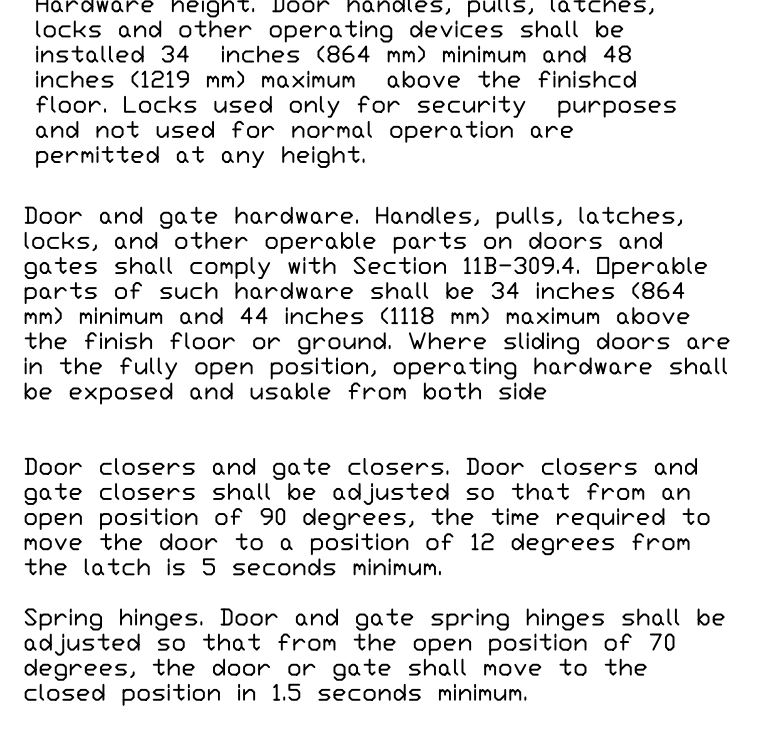 Hardware height. Door handles, pulls, latches,
locks and other operating devices shall be
installed 34 inches (864 mm) minimum and 48
inches (1219 mm) maximum above the finishcd
floor. Locks used only for security purposes
and not used for normal operation are
permitted at any height.
Door and gate hardware. Handles, pulls, latches,
locks, and other operable parts on doors and
gates shall comply with Section 11B-309.4. Operable
parts of such hardware shall be 34 inches (864
mm) minimum and 44 inches (1118 mm) maximum above
the finish floor or ground. Where sliding doors are
in the fully open position, operating hardware shall
be exposed and usable from both side
Door closers and gate closers. Door closers and
gate closers shall be adjusted so that from an
open position of 90 degrees, the time required to
move the door to a position of 12 degrees from
the latch is 5 seconds minimum.
Spring hinges. Door and gate spring hinges shall be
adjusted so that from the open position of 70
degrees, the door or gate shall move to the
closed position in 1.5 seconds minimum.